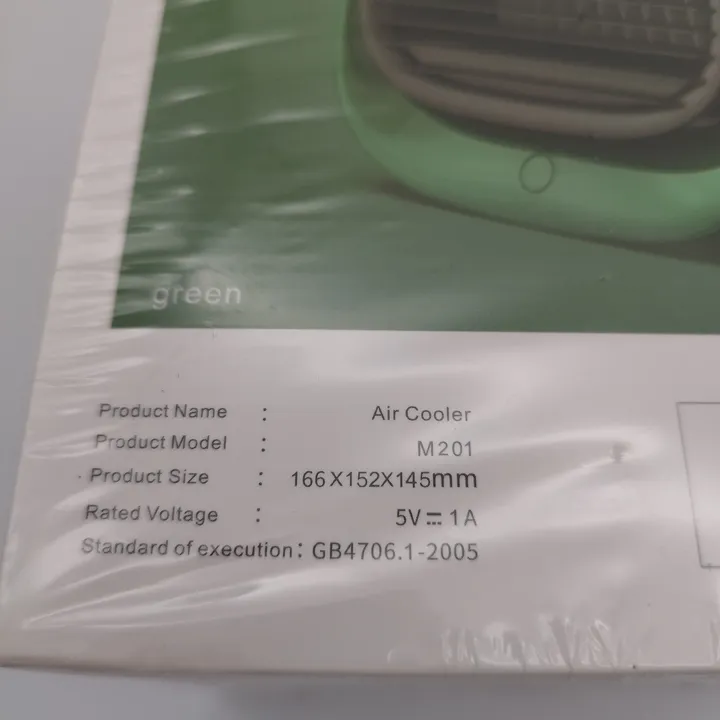 green
Product Name : Air Cooler
Product Model : M201
Product Size : 166X152X145mm
Rated Voltage : 5V⎓1A
Standard of execution: GB4706.1-2005